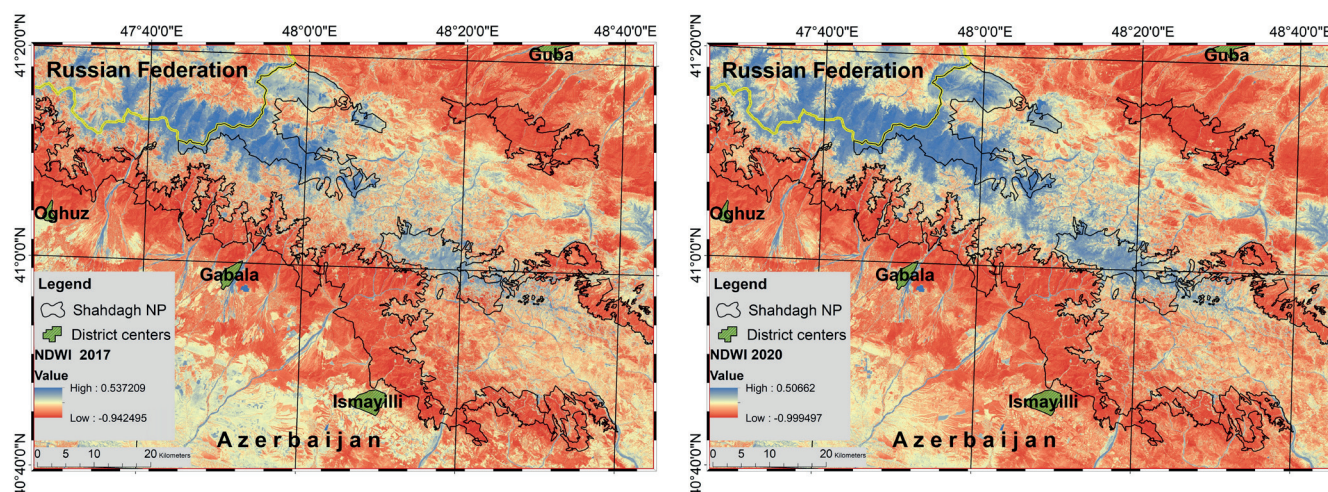 47°40'0"E 48°0'0"E 48°20'0"E 48°40'0"E
41°20'0"N
Guba
Russian Federation
Oghuz
41°0'0"N
Gabala
Legend
Shahdagh NP
District centers
NDWI 2017
Value
High : 0.537209
Low : -0.942495
Ismayilli
Azerbaijan
0 5 10 20 Kilometers
40°40'0"N
47°40'0"E 48°0'0"E 48°20'0"E 48°40'0"E
41°20'0"N
Guba
Russian Federation
Oghuz
41°0'0"N
Gabala
Legend
Shahdagh NP
District centers
NDWI 2020
Value
High : 0.50662
Low : -0.999497
Ismayilli
Azerbaijan
0 5 10 20 Kilometers
40°40'0"N